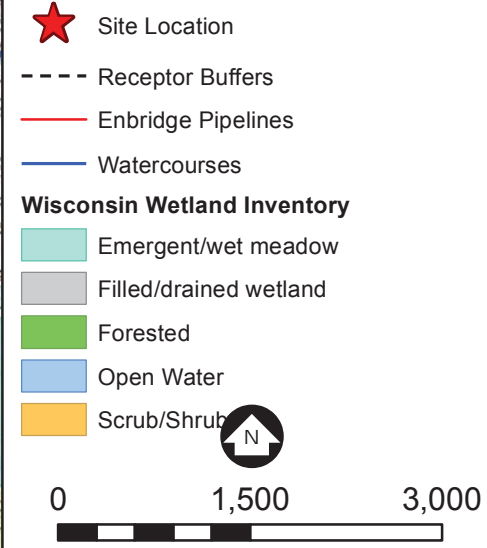 Site Location
Receptor Buffers
Enbridge Pipelines
Watercourses
Wisconsin Wetland Inventory
Emergent/wet meadow
Filled/drained wetland
Forested
Open Water
Scrub/Shrub
N
0 1,500 3,000